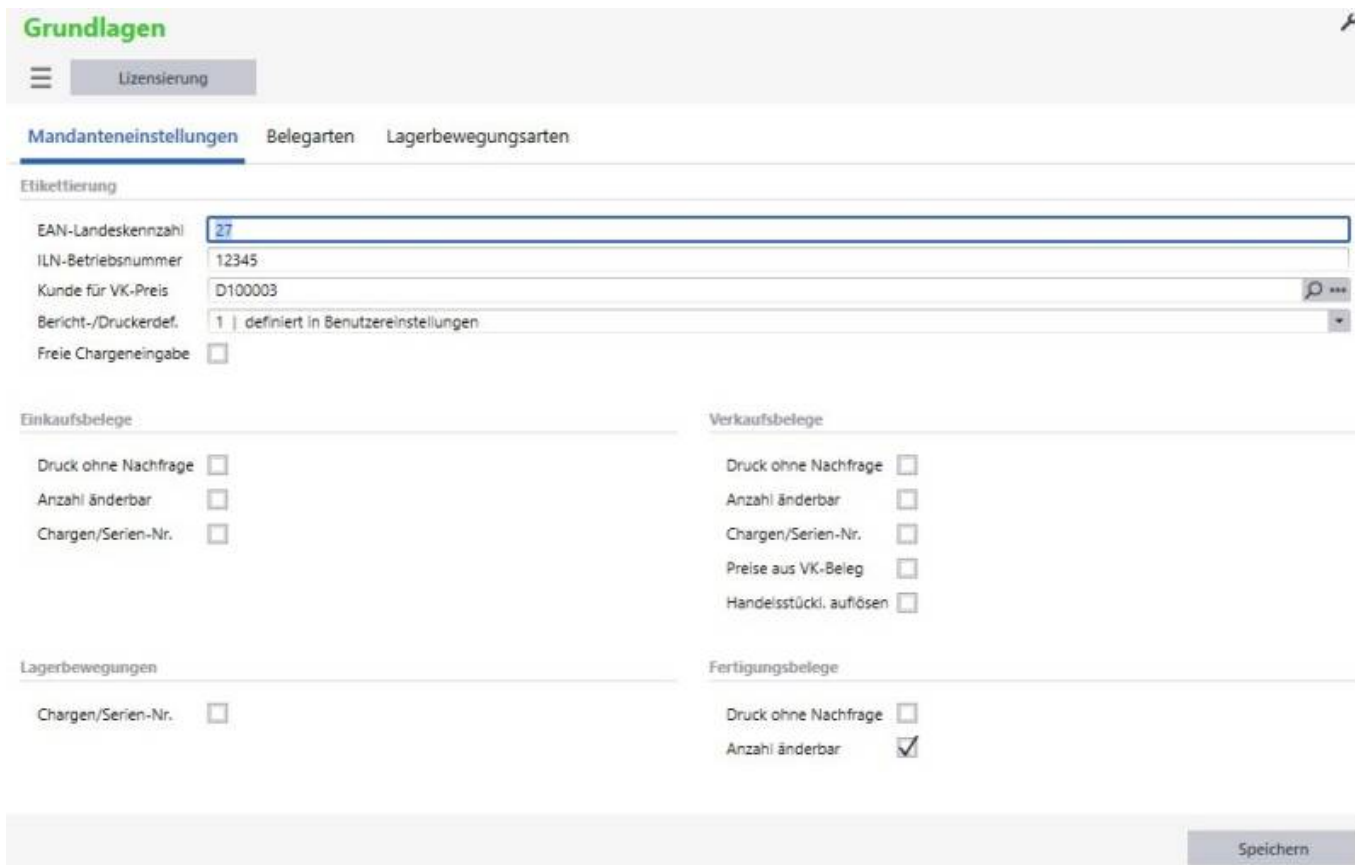 Grundlagen
Lizensierung
Mandanteneinstellungen Belegarten Lagerbewegungsarten
Etikettierung
EAN-Landeskennzahl 27
ILN-Betriebsnummer 12345
Kunde für VK-Preis D100003
Bericht-/Druckerdef. 1 | definiert in Benutzereinstellungen
Freie Chargeneingabe
Einkaufsbelege
Druck ohne Nachfrage
Anzahl änderbar
Chargen/Serien-Nr.
Verkaufsbelege
Druck ohne Nachfrage
Anzahl änderbar
Chargen/Serien-Nr.
Preise aus VK-Beleg
Handelsstückl. auflösen
Lagerbewegungen
Chargen/Serien-Nr.
Fertigungsbelege
Druck ohne Nachfrage
Anzahl änderbar
Speichern